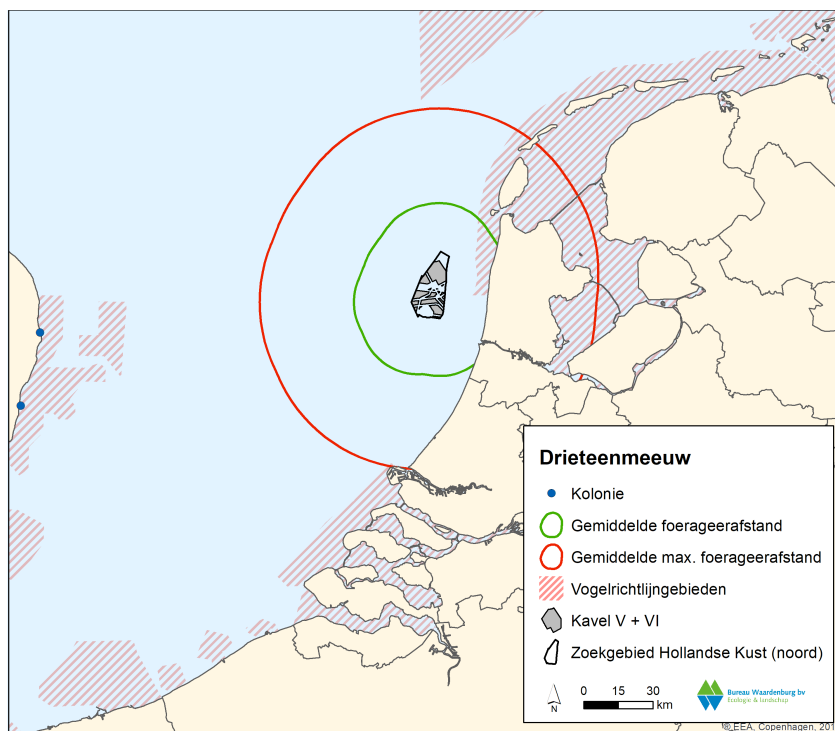 Drieteenmeeuw
Kolonie
Gemiddelde foerageerafstand
Gemiddelde max. foerageerafstand
Vogelrichtlijngebieden
Kavel V + VI
Zoekgebied Hollandse Kust (noord)
N
0 15 30
km
Bureau Waardenburg bv
Ecologie & landschap
© EEA, Copenhagen, 201